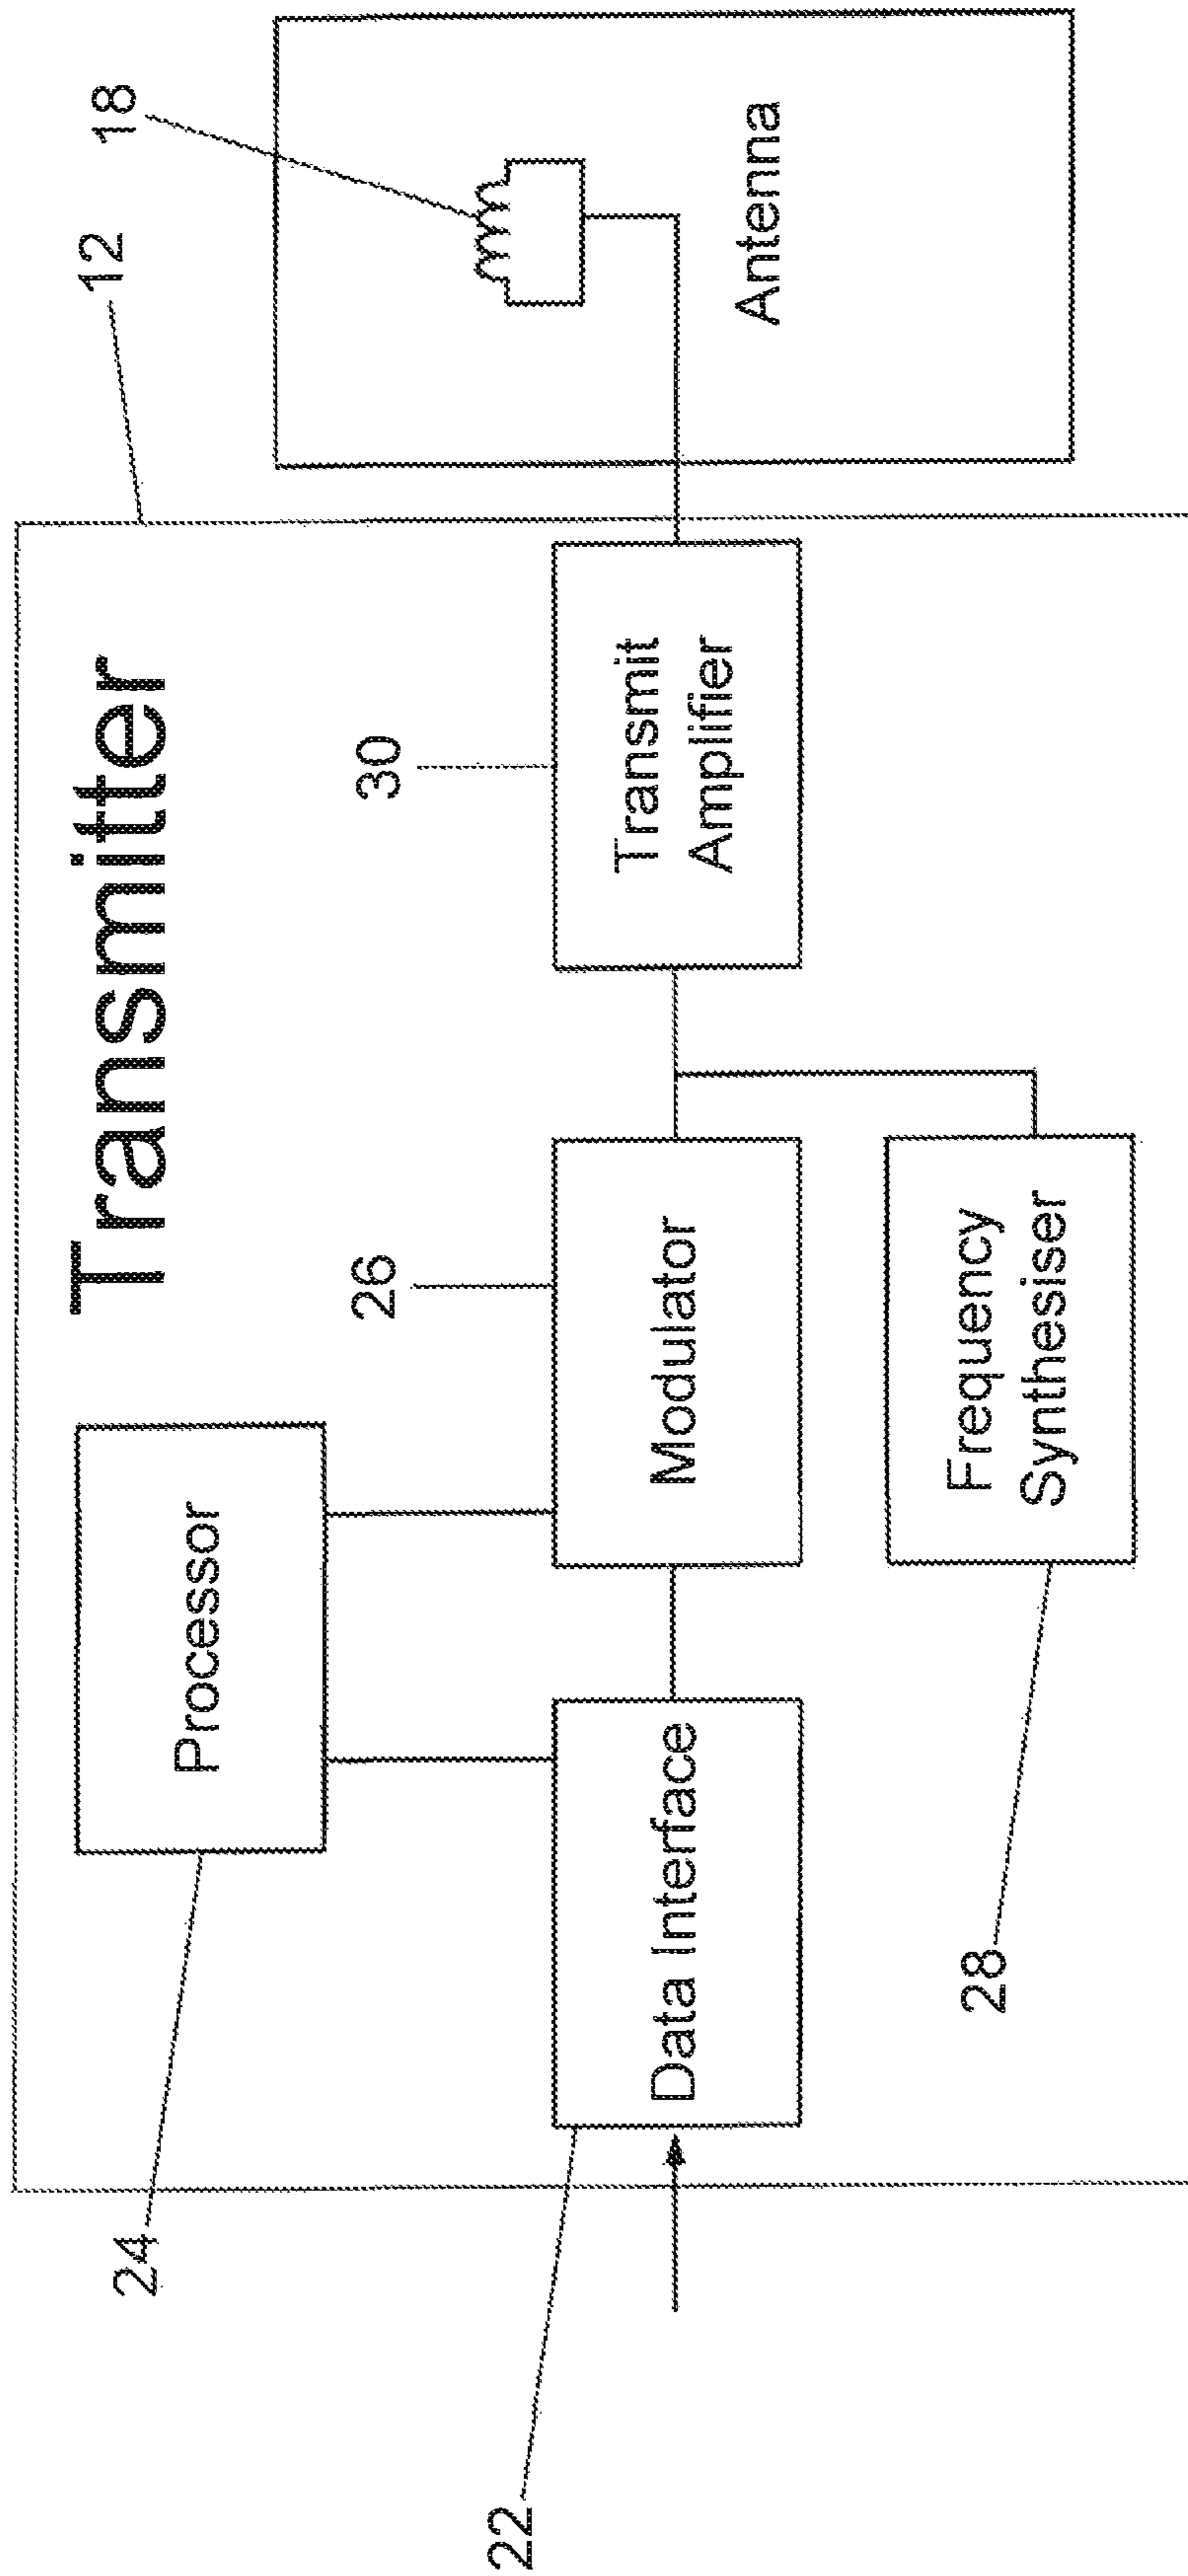 12
18
Transmitter
24
Processor
26
30
22
Data Interface
Modulator
Transmit
Amplifier
Antenna
28
Frequency
Synthesiser